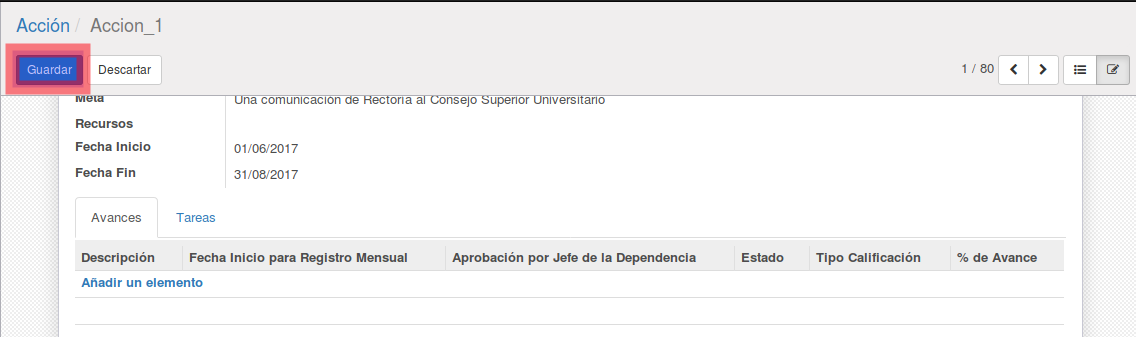 Acción / Accion_1
Guardar Descartar 1 / 80
Meta Una comunicación de Rectoría al Consejo Superior Universitario
Recursos
Fecha Inicio 01/06/2017
Fecha Fin 31/08/2017
Avances Tareas
Descripción Fecha Inicio para Registro Mensual Aprobación por Jefe de la Dependencia Estado Tipo Calificación % de Avance
Añadir un elemento